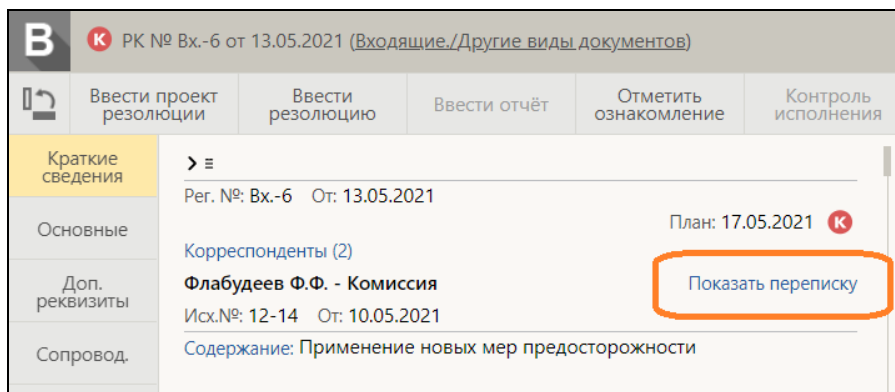 В К РК № Вх.-6 от 13.05.2021 (Входящие./Другие виды документов)
Ввести проект резолюции
Ввести резолюцию
Ввести отчёт
Отметить ознакомление
Контроль исполнения
Краткие сведения
Основные
Доп. реквизиты
Сопровод.
Рег. №: Вх.-6 От: 13.05.2021
План: 17.05.2021 К
Корреспонденты (2)
Флабудеев Ф.Ф. - Комиссия
Показать переписку
Исх.№: 12-14 От: 10.05.2021
Содержание: Применение новых мер предосторожности